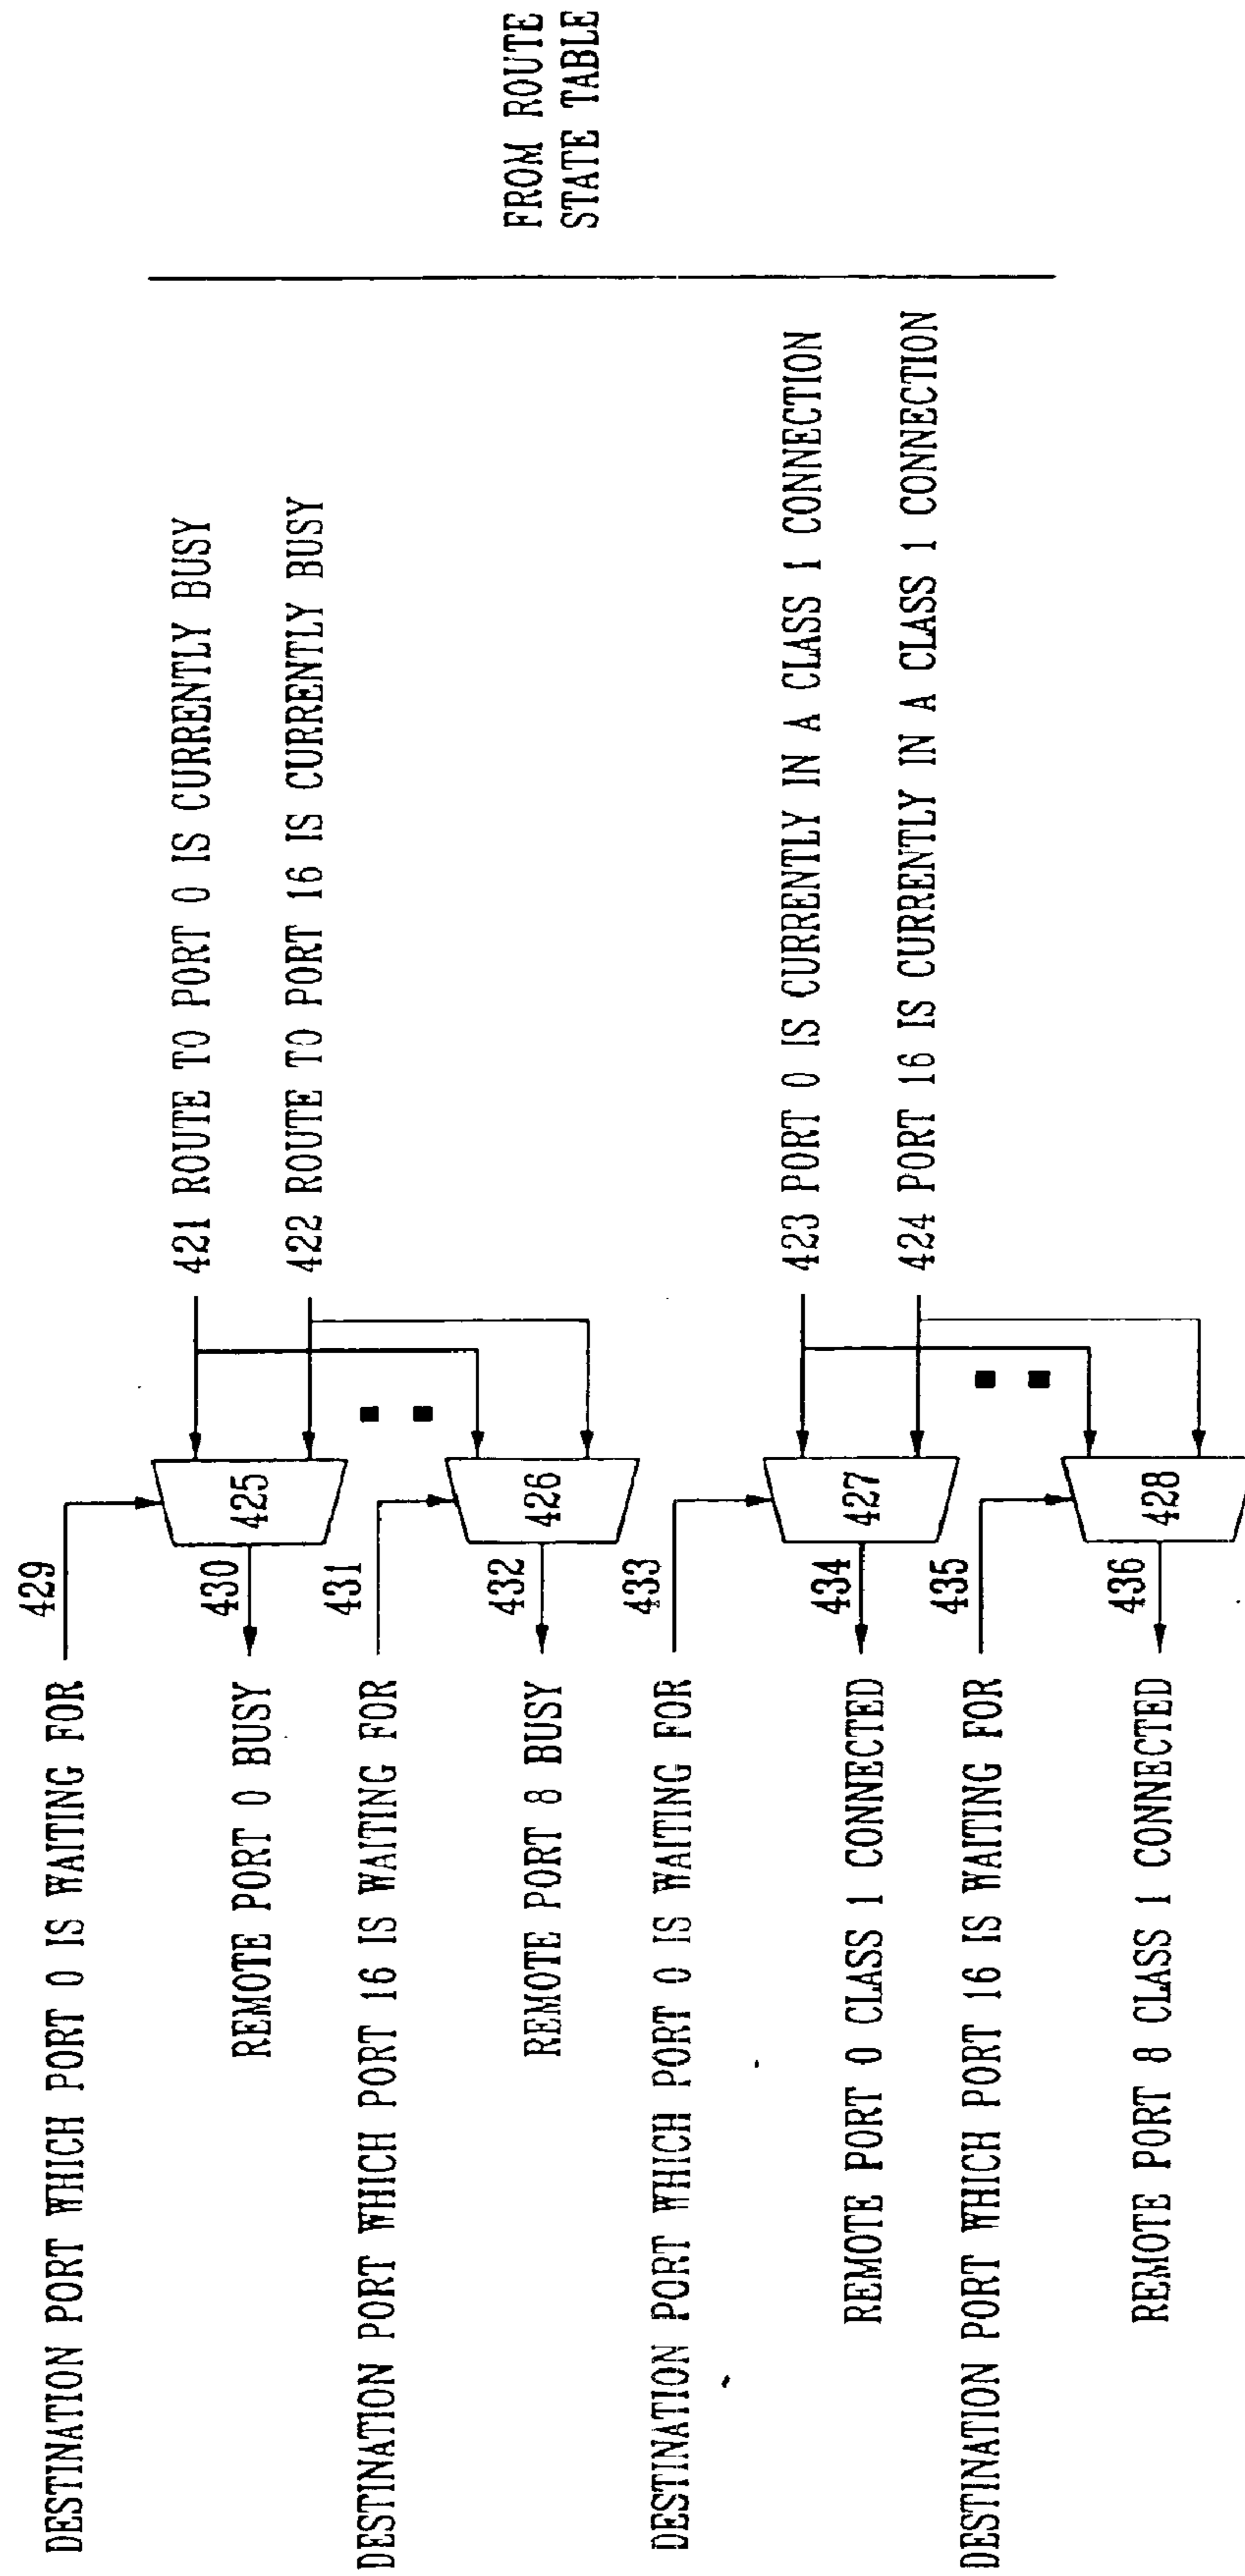 FROM ROUTE
STATE TABLE
421 ROUTE TO PORT 0 IS CURRENTLY BUSY
422 ROUTE TO PORT 16 IS CURRENTLY BUSY
423 PORT 0 IS CURRENTLY IN A CLASS 1 CONNECTION
424 PORT 16 IS CURRENTLY IN A CLASS 1 CONNECTION
425
426
427
428
429
430
431
432
433
434
435
436
DESTINATION PORT WHICH PORT 0 IS WAITING FOR
REMOTE PORT 0 BUSY
DESTINATION PORT WHICH PORT 16 IS WAITING FOR
REMOTE PORT 8 BUSY
DESTINATION PORT WHICH PORT 0 IS WAITING FOR
REMOTE PORT 0 CLASS 1 CONNECTED
DESTINATION PORT WHICH PORT 16 IS WAITING FOR
REMOTE PORT 8 CLASS 1 CONNECTED